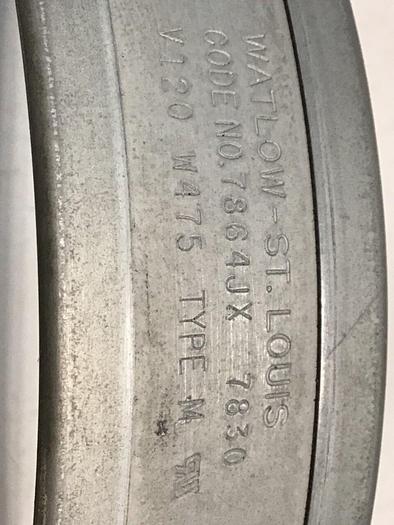 WATLOW-ST. LOUIS
CODE NO. 7864JX 7830
V120 W475 TYPE M